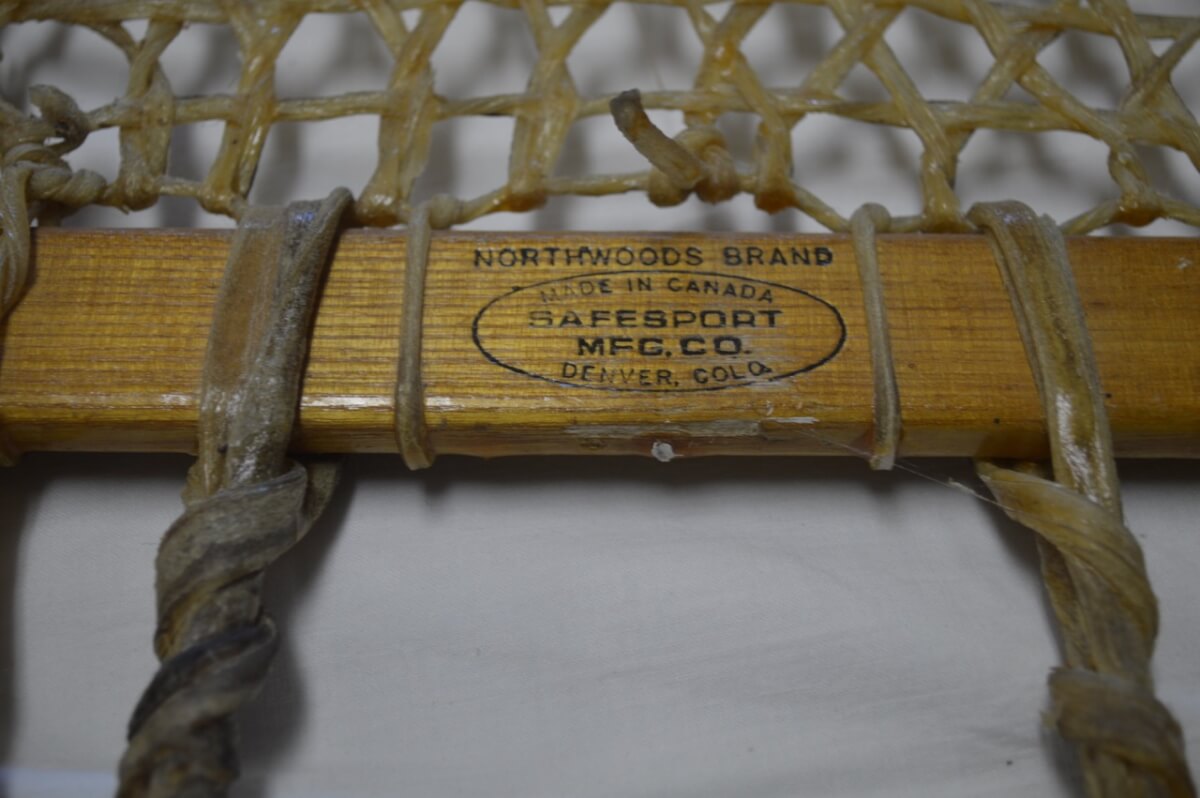 NORTHWOODS BRAND
MADE IN CANADA
SAFESPORT
MFG. CO.
DENVER, COLO.